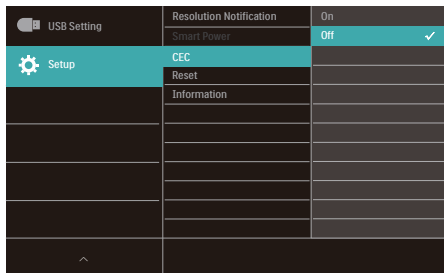 USB Setting
Setup
Resolution Notification
Smart Power
CEC
Reset
Information
On
Off